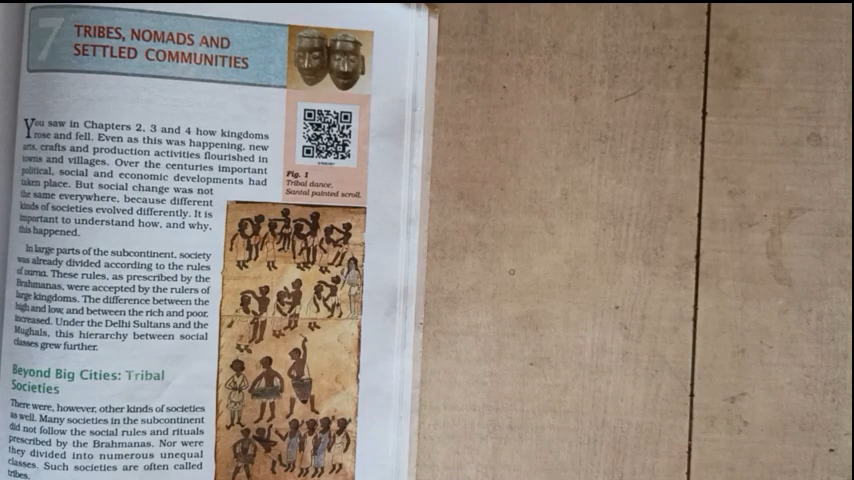 7
TRIBES, NOMADS AND
SETTLED COMMUNITIES
You saw in Chapters 2, 3 and 4 how kingdoms
rose and fell. Even as this was happening, new
arts, crafts and production activities flourished in
towns and villages. Over the centuries important
political, social and economic developments had
taken place. But social change was not
the same everywhere, because different
kinds of societies evolved differently. It is
important to understand how, and why,
this happened.
In large parts of the subcontinent, society
was already divided according to the rules
of varna. These rules, as prescribed by the
Brahmanas, were accepted by the rulers of
large kingdoms. The difference between the
high and low, and between the rich and poor,
increased. Under the Delhi Sultans and the
Mughals, this hierarchy between social
classes grew further.
Beyond Big Cities: Tribal
Societies
There were, however, other kinds of societies
as well. Many societies in the subcontinent
did not follow the social rules and rituals
prescribed by the Brahmanas. Nor were
they divided into numerous unequal
classes. Such societies are often called
tribes.
Fig. 1
Tribal dance,
Santal painted scroll.